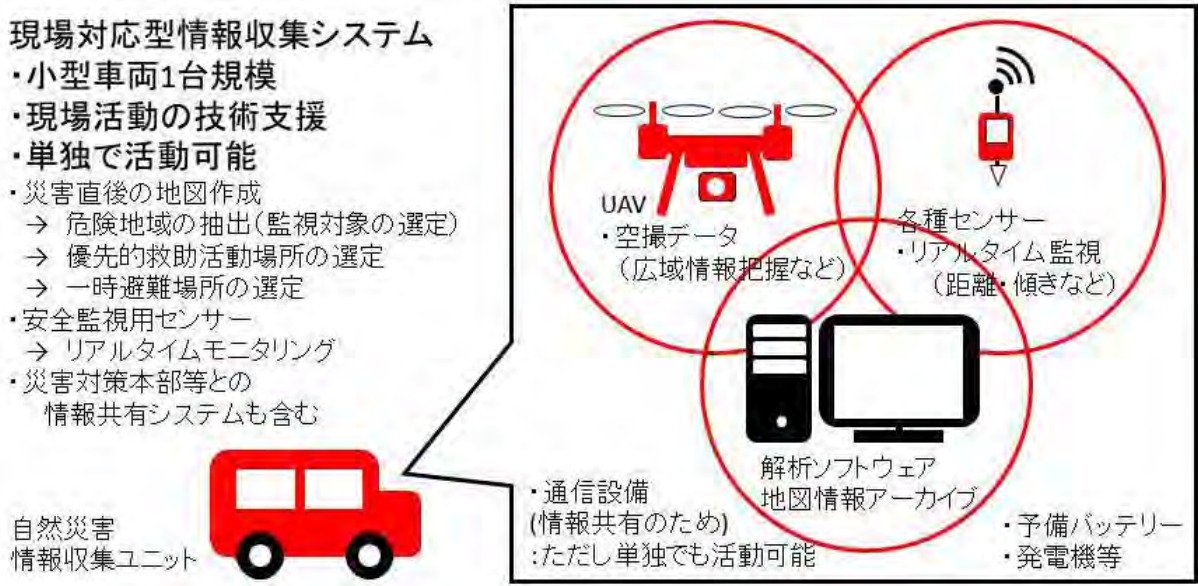 現場対応型情報収集システム
・小型車両1台規模
・現場活動の技術支援
・単独で活動可能
・災害直後の地図作成
→ 危険地域の抽出(監視対象の選定)
→ 優先的救助活動場所の選定
→ 一時避難場所の選定
・安全監視用センサー
→ リアルタイムモニタリング
・災害対策本部等との
情報共有システムも含む
自然災害
情報収集ユニット
UAV
・空撮データ
(広域情報把握など)
各種センサー
・リアルタイム監視
(距離・傾きなど)
解析ソフトウェア
地図情報アーカイブ
・通信設備
(情報共有のため)
:ただし単独でも活動可能
・予備バッテリー
・発電機等